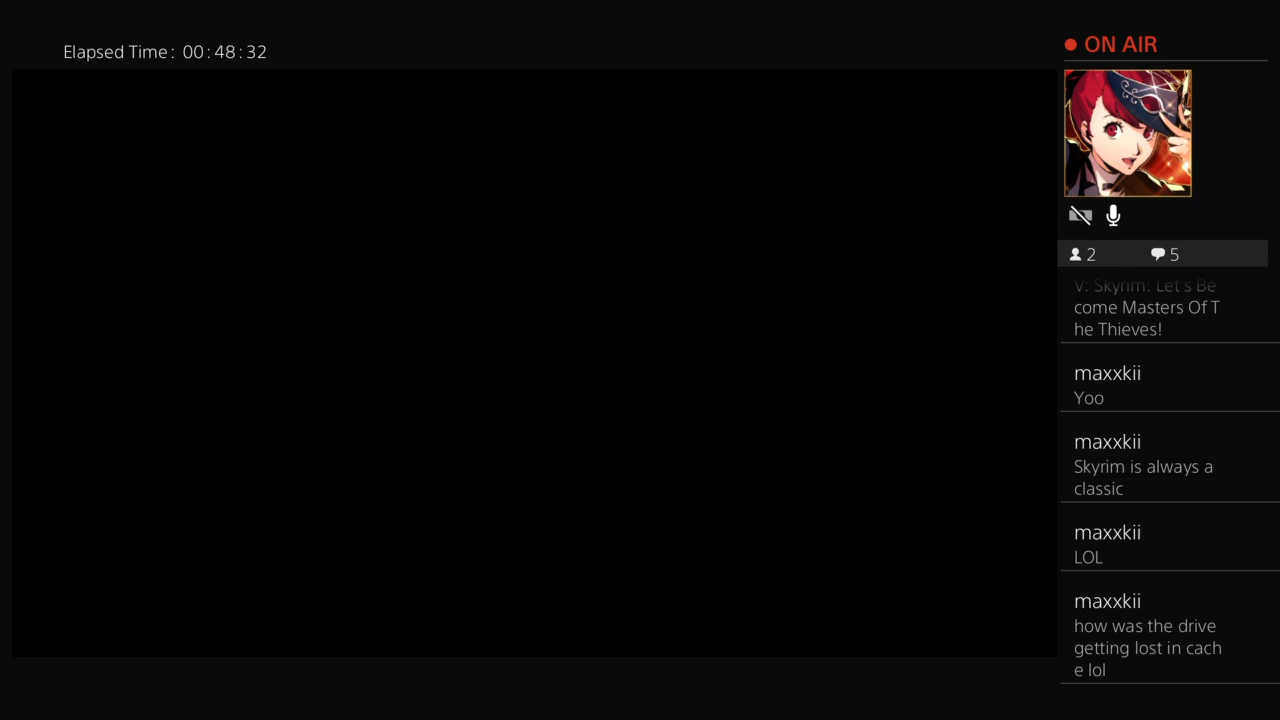 Elapsed Time: 00:48:32
ON AIR
2 5
V: Skyrim: Let's Be
come Masters Of T
he Thieves!
maxxkii
Yoo
maxxkii
Skyrim is always a
classic
maxxkii
LOL
maxxkii
how was the drive
getting lost in cach
e lol